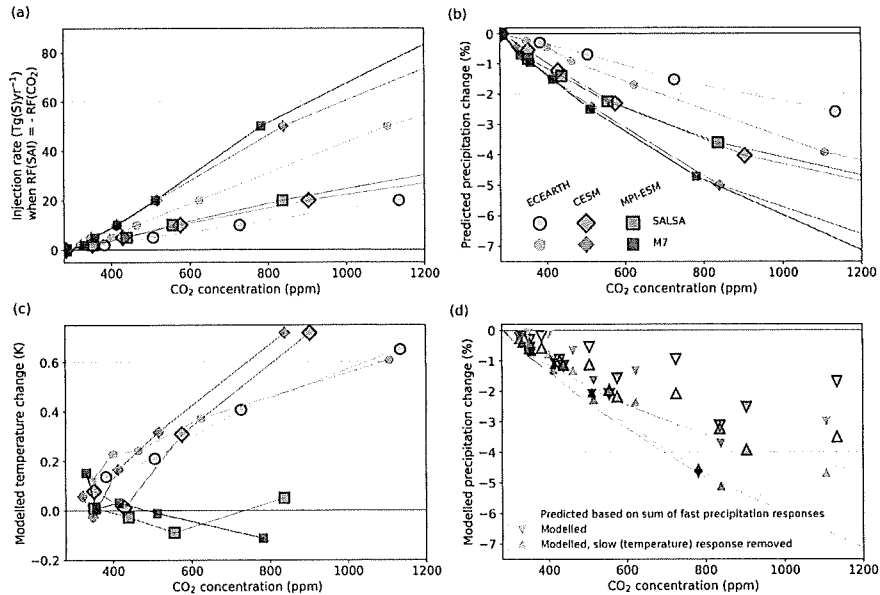 (a)
80
60
40
20
0
Injection rate (Tg(S)yr⁻¹)
when RF(SAI) = - RF(CO₂)
400 600 800 1000 1200
CO₂ concentration (ppm)
(b)
0
−1
−2
−3
−4
−5
−6
−7
Predicted precipitation change (%)
ECEARTH CESM MPI-ESM
SALSA
M7
400 600 800 1000 1200
CO₂ concentration (ppm)
(c)
0.6
0.4
0.2
0.0
−0.2
Modelled temperature change (K)
400 600 800 1000 1200
CO₂ concentration (ppm)
(d)
0
−1
−2
−3
−4
−5
−6
−7
Modelled precipitation change (%)
Predicted based on sum of fast precipitation responses
Modelled
Modelled, slow (temperature) response removed
400 600 800 1000 1200
CO₂ concentration (ppm)